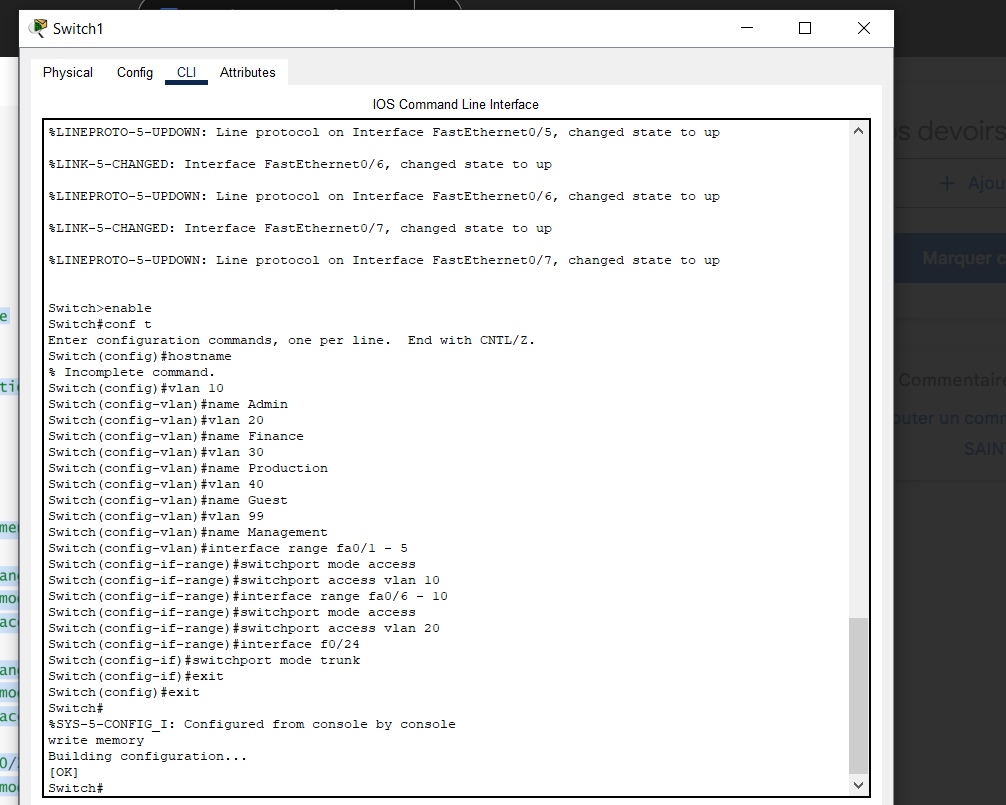 Switch1
Physical Config CLI Attributes
IOS Command Line Interface
%LINEPROTO-5-UPDOWN: Line protocol on Interface FastEthernet0/5, changed state to up
%LINK-5-CHANGED: Interface FastEthernet0/6, changed state to up
%LINEPROTO-5-UPDOWN: Line protocol on Interface FastEthernet0/6, changed state to up
%LINK-5-CHANGED: Interface FastEthernet0/7, changed state to up
%LINEPROTO-5-UPDOWN: Line protocol on Interface FastEthernet0/7, changed state to up
Switch>enable
Switch#conf t
Enter configuration commands, one per line.  End with CNTL/Z.
Switch(config)#hostname
% Incomplete command.
Switch(config)#vlan 10
Switch(config-vlan)#name Admin
Switch(config-vlan)#vlan 20
Switch(config-vlan)#name Finance
Switch(config-vlan)#vlan 30
Switch(config-vlan)#name Production
Switch(config-vlan)#vlan 40
Switch(config-vlan)#name Guest
Switch(config-vlan)#vlan 99
Switch(config-vlan)#name Management
Switch(config-vlan)#interface range fa0/1 - 5
Switch(config-if-range)#switchport mode access
Switch(config-if-range)#switchport access vlan 10
Switch(config-if-range)#interface range fa0/6 - 10
Switch(config-if-range)#switchport mode access
Switch(config-if-range)#switchport access vlan 20
Switch(config-if-range)#interface f0/24
Switch(config-if)#switchport mode trunk
Switch(config-if)#exit
Switch(config)#exit
Switch#
%SYS-5-CONFIG_I: Configured from console by console
write memory
Building configuration...
[OK]
Switch#
s devoirs
+ Ajou
Marquer c
Commentaire
outer un comm
SAIN